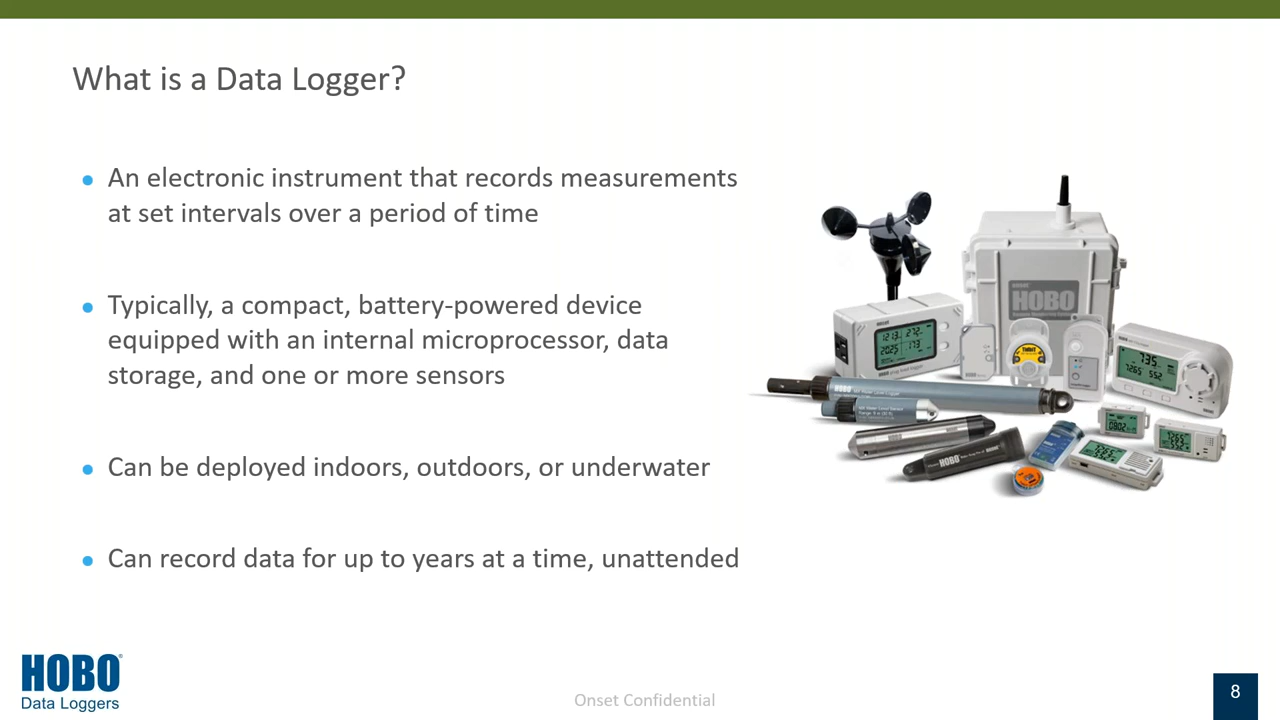 What is a Data Logger?
An electronic instrument that records measurements
at set intervals over a period of time
Typically, a compact, battery-powered device
equipped with an internal microprocessor, data
storage, and one or more sensors
Can be deployed indoors, outdoors, or underwater
Can record data for up to years at a time, unattended
HOBO
HOBO
HOBO
HOBO
Data Loggers
Onset Confidential
8